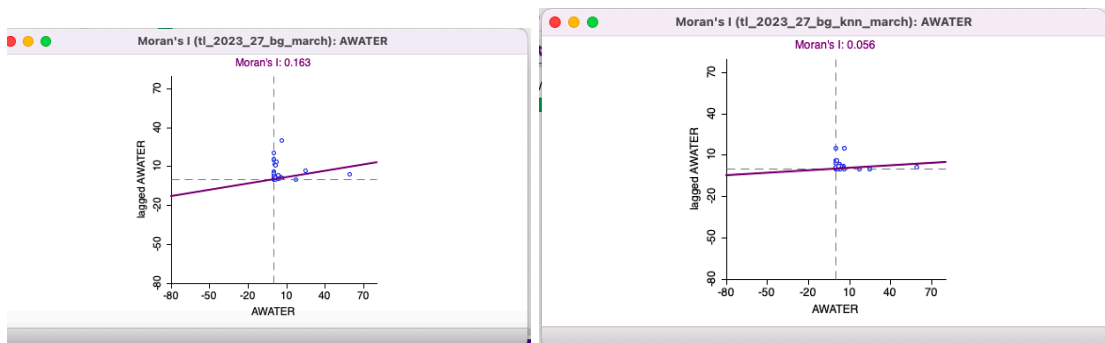 Moran's I (tl_2023_27_bg_march): AWATER
Moran's I: 0.163
70
40
10
-20
-50
-80
lagged AWATER
-80 -50 -20 10 40 70
AWATER
Moran's I (tl_2023_27_bg_knn_march): AWATER
Moran's I: 0.056
70
40
10
-20
-50
-80
lagged AWATER
-80 -50 -20 10 40 70
AWATER